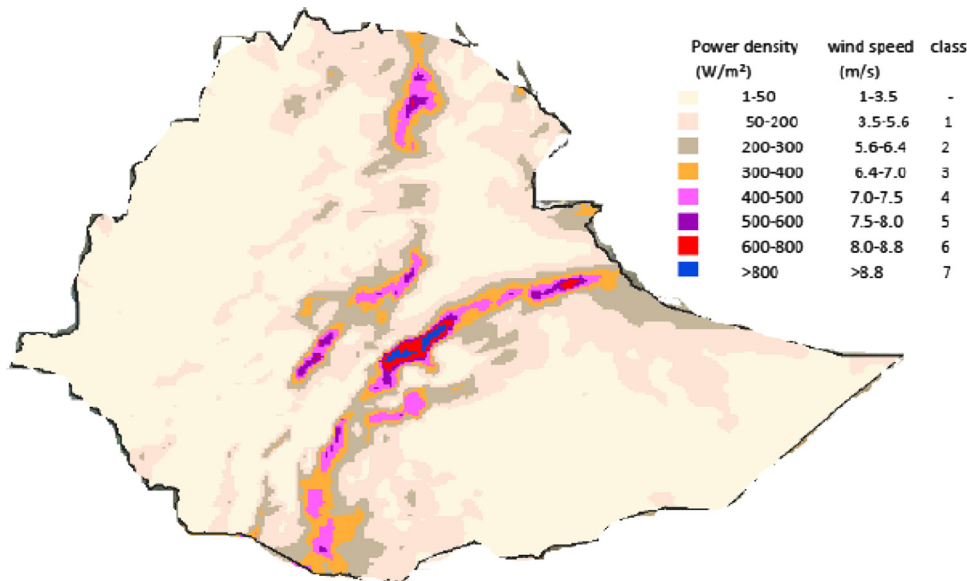 Power density wind speed class
(W/m²) (m/s)
1-50 1-3.5 -
50-200 3.5-5.6 1
200-300 5.6-6.4 2
300-400 6.4-7.0 3
400-500 7.0-7.5 4
500-600 7.5-8.0 5
600-800 8.0-8.8 6
>800 >8.8 7